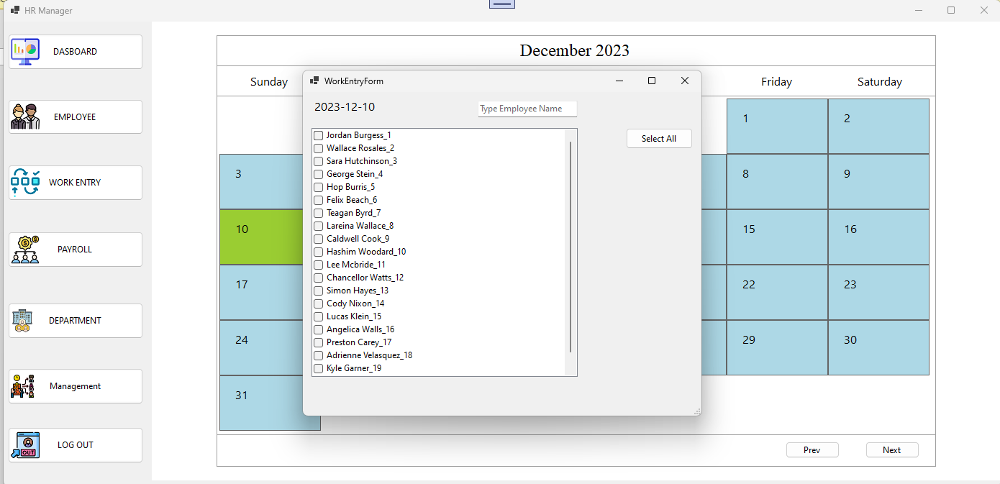 HR Manager
DASBOARD
EMPLOYEE
WORK ENTRY
PAYROLL
DEPARTMENT
Management
OUT
LOG OUT
December 2023
Sunday
Friday
Saturday
1
2
3
8
9
10
15
16
17
22
23
24
29
30
31
Prev
Next
WorkEntryForm
2023-12-10
Type Employee Name
Select All
Jordan Burgess_1
Wallace Rosales_2
Sara Hutchinson_3
George Stein_4
Hop Burris_5
Felix Beach_6
Teagan Byrd_7
Lareina Wallace_8
Caldwell Cook_9
Hashim Woodard_10
Lee Mcbride_11
Chancellor Watts_12
Simon Hayes_13
Cody Nixon_14
Lucas Klein_15
Angelica Walls_16
Preston Carey_17
Adrienne Velasquez_18
Kyle Garner_19